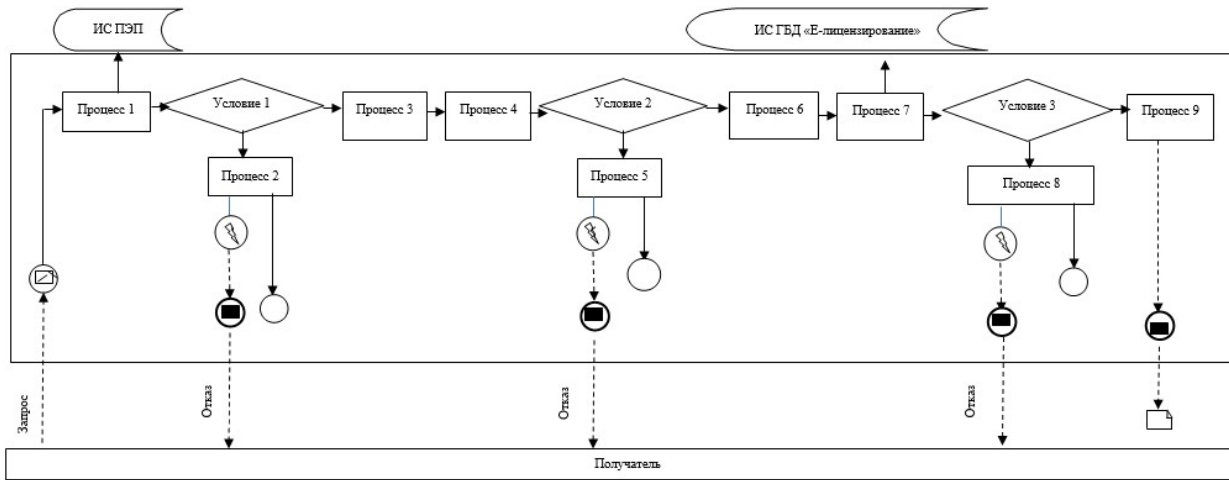 ИС ПЭП
ИС ГБД «Е-лицензирование»
Процесс 1
Условие 1
Процесс 3
Процесс 4
Условие 2
Процесс 6
Процесс 7
Условие 3
Процесс 9
Процесс 2
Процесс 5
Процесс 8
Запрос
Отказ
Отказ
Отказ
Получатель